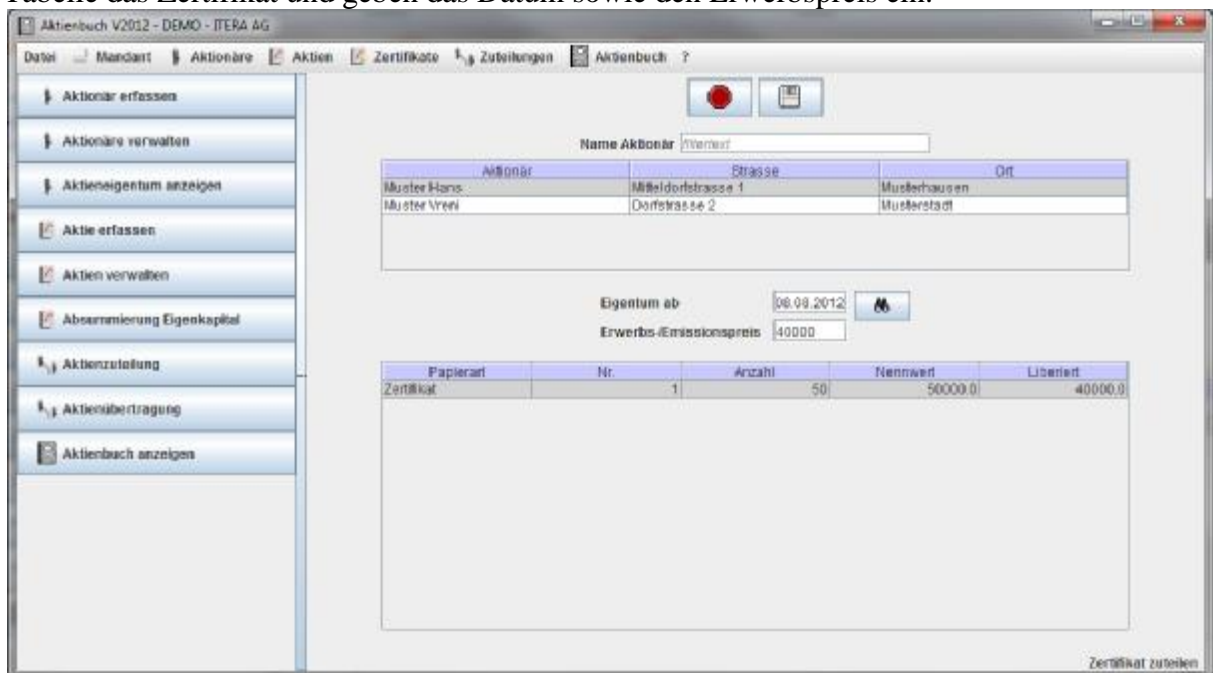 Tabelle das Zertifikat und geben das Datum sowie den Erwerbspreis ein.
Aktienbuch V2012 - DEMO - ITERA AG
Datei Mandant Aktionäre Aktien Zertifikate Zuteilungen Aktienbuch ?
Aktionär erfassen
Aktionäre verwalten
Aktieneigentum anzeigen
Aktie erfassen
Aktien verwalten
Absummierung Eigenkapital
Aktienzuteilung
Aktienübertragung
Aktienbuch anzeigen
Name Aktionär filtertext
Aktionär Strasse Ort
Muster Hans Mitteldorfstrasse 1 Musterhausen
Muster Vreni Dorfstrasse 2 Musterstadt
Eigentum ab 08.08.2012
Erwerbs-/Emissionspreis 40000
Papierart Nr. Anzahl Nennwert Liberiert
Zertifikat 1 50 50000.0 40000.0
Zertifikat zuteilen